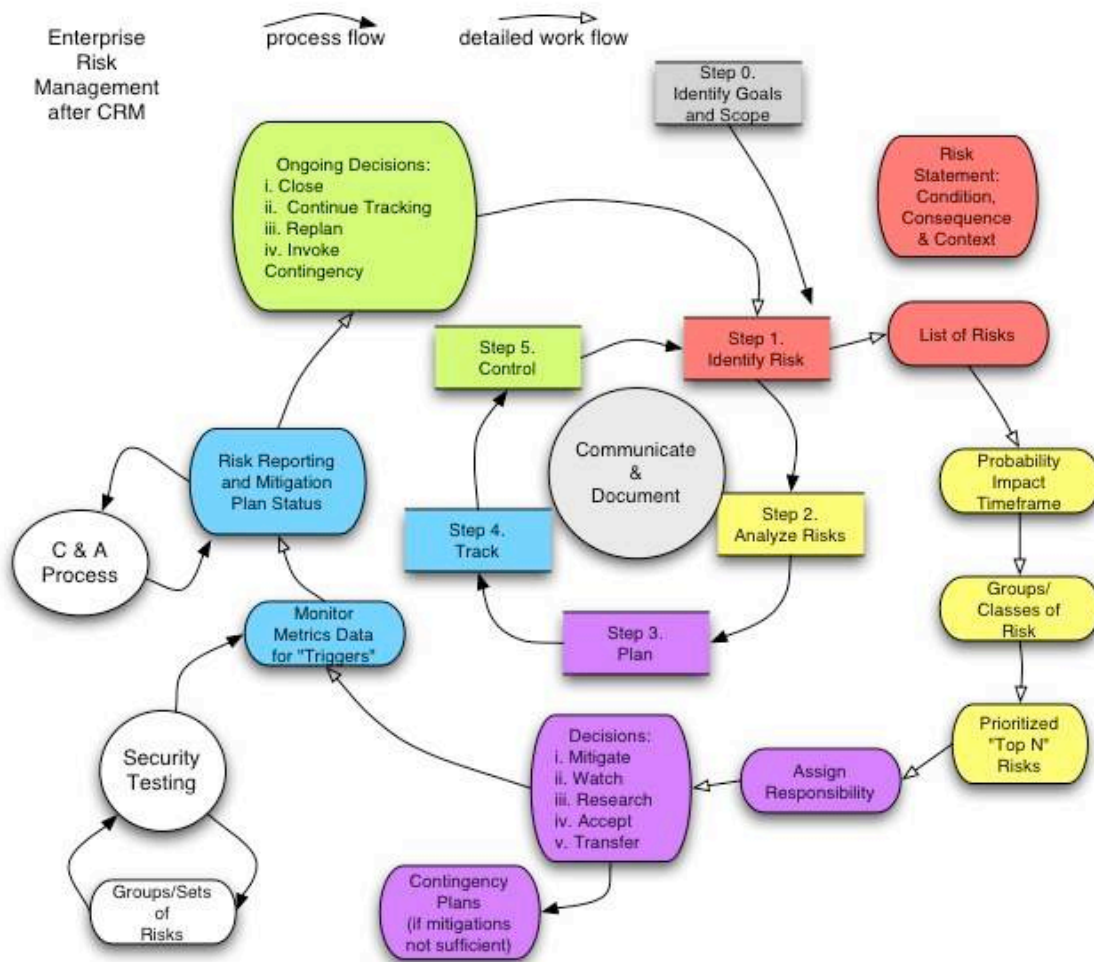 Enterprise
Risk
Management
after CRM
process flow
detailed work flow
Step 0.
Identify Goals
and Scope
Ongoing Decisions:
i. Close
ii. Continue Tracking
iii. Replan
iv. Invoke
Contingency
Risk
Statement:
Condition,
Consequence
& Context
Step 5.
Control
Step 1.
Identify Risk
List of Risks
Communicate
&
Document
Risk Reporting
and Mitigation
Plan Status
Probability
Impact
Timeframe
Step 4.
Track
Step 2.
Analyze Risks
C & A
Process
Groups/
Classes of
Risk
Monitor
Metrics Data
for "Triggers"
Step 3.
Plan
Prioritized
"Top N"
Risks
Security
Testing
Decisions:
i. Mitigate
ii. Watch
iii. Research
iv. Accept
v. Transfer
Assign
Responsibility
Groups/Sets
of
Risks
Contingency
Plans
(if mitigations
not sufficient)